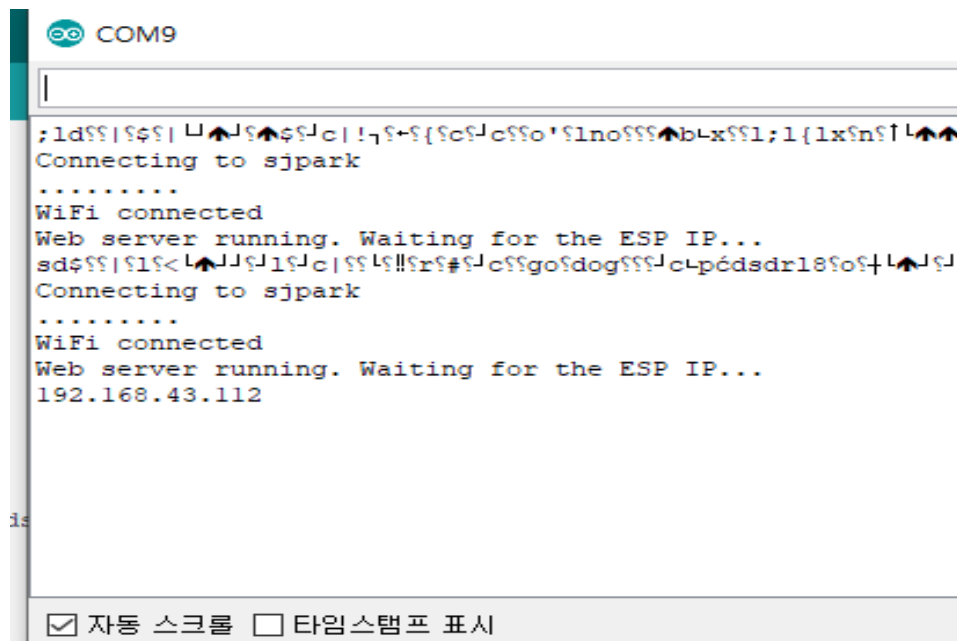 COM9
Connecting to sjpark
.........
WiFi connected
Web server running. Waiting for the ESP IP...
Connecting to sjpark
.........
WiFi connected
Web server running. Waiting for the ESP IP...
192.168.43.112
자동 스크롤 타임스탬프 표시